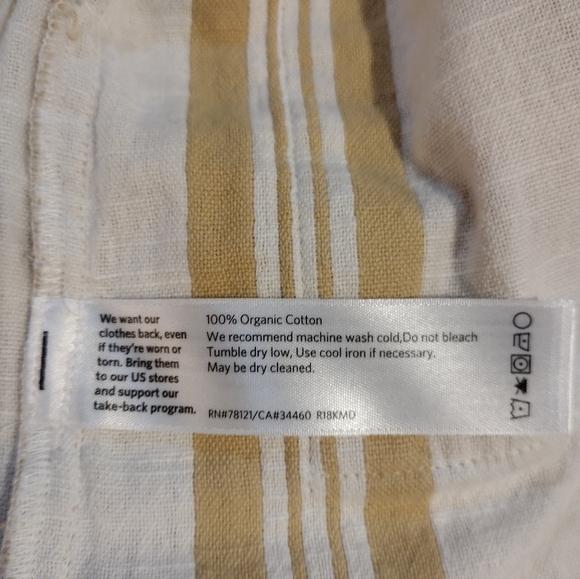 We want our
clothes back, even
if they're worn or
torn. Bring them
to our US stores
and support our
take-back program.
100% Organic Cotton
We recommend machine wash cold,Do not bleach
Tumble dry low, Use cool iron if necessary.
May be dry cleaned.
RN#78121/CA#34460 R18KMD